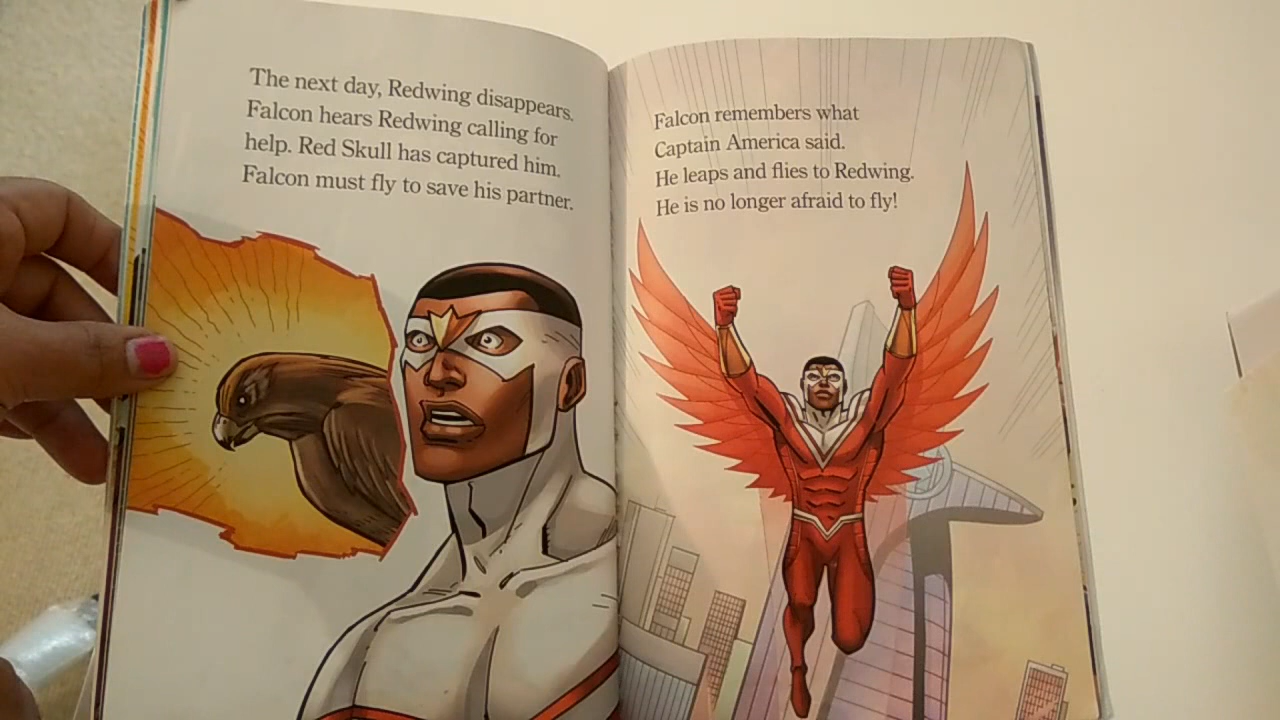 The next day, Redwing disappears.
Falcon hears Redwing calling for
help. Red Skull has captured him.
Falcon must fly to save his partner.
Falcon remembers what
Captain America said.
He leaps and flies to Redwing.
He is no longer afraid to fly!